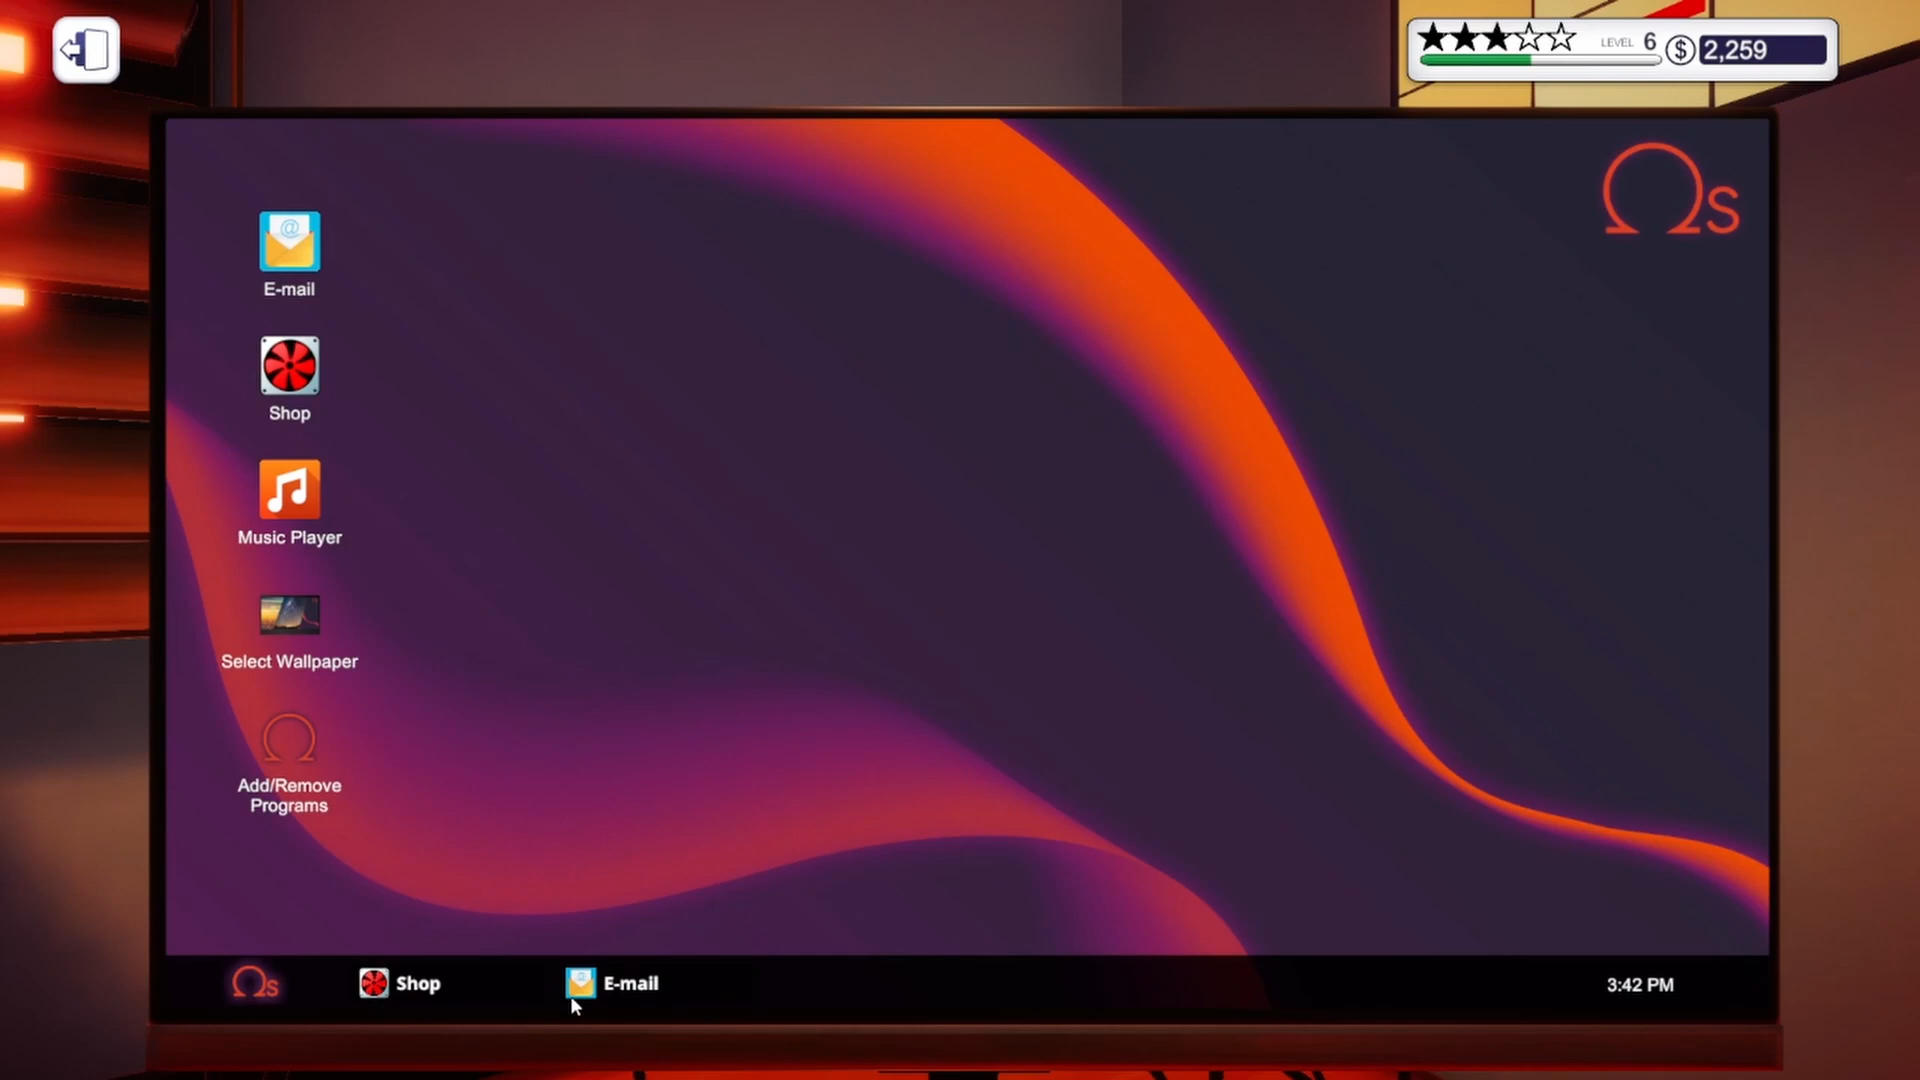 LEVEL 6
$ 2,259
Ωs
E-mail
Shop
Music Player
Select Wallpaper
Add/Remove
Programs
Ωs
Shop
E-mail
3:42 PM